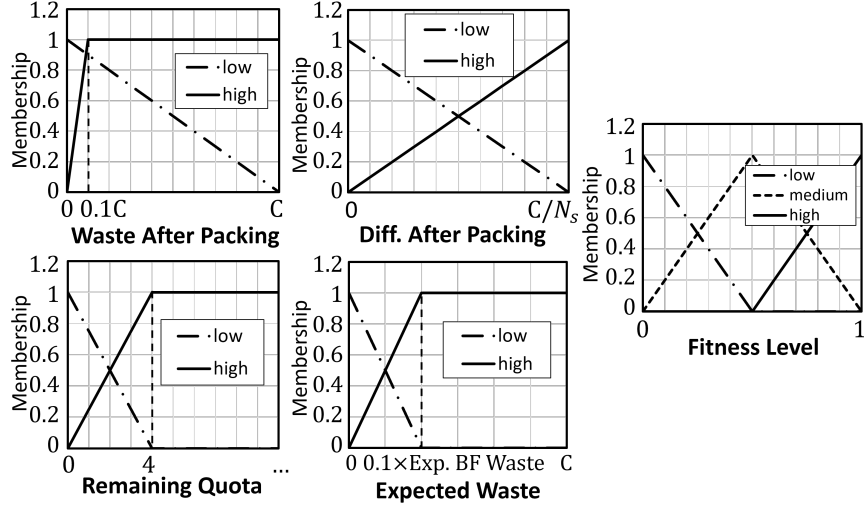 1.2
1
0.8
0.6
0.4
0.2
0
Membership
low
high
0 0.1C C
Waste After Packing
1.2
1
0.8
0.6
0.4
0.2
0
Membership
low
high
0 C/Nₛ
Diff. After Packing
1.2
1
0.8
0.6
0.4
0.2
0
Membership
low
high
0 4 ...
Remaining Quota
1.2
1
0.8
0.6
0.4
0.2
0
Membership
low
high
0 0.1×Exp. BF Waste C
Expected Waste
1.2
1
0.8
0.6
0.4
0.2
0
Membership
low
medium
high
0 1
Fitness Level